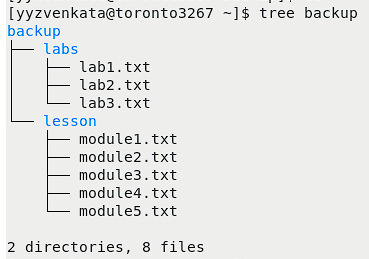 [yyzvenkata@toronto3267 ~]$ tree backup
backup
├── labs
│   ├── lab1.txt
│   ├── lab2.txt
│   └── lab3.txt
└── lesson
    ├── module1.txt
    ├── module2.txt
    ├── module3.txt
    ├── module4.txt
    └── module5.txt

2 directories, 8 files